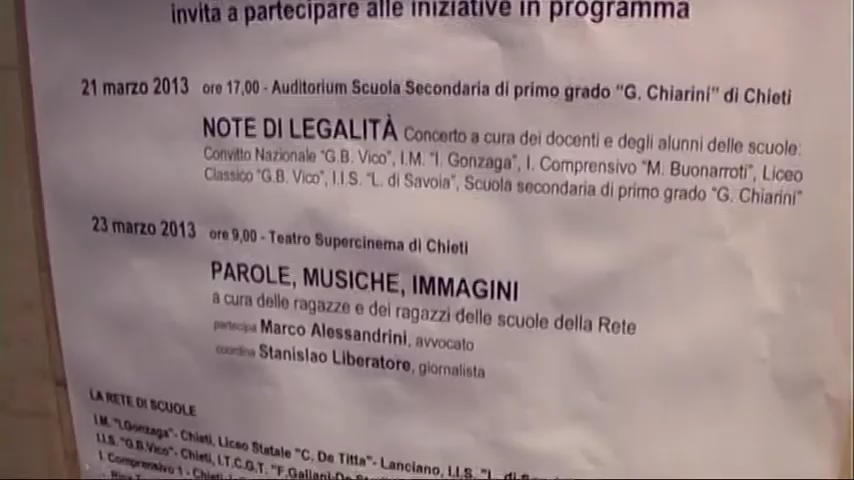 invita a partecipare alle iniziative in programma
21 marzo 2013 ore 17,00 - Auditorium Scuola Secondaria di primo grado "G. Chiarini" di Chieti
NOTE DI LEGALITÀ Concerto a cura dei docenti e degli alunni delle scuole:
Convitto Nazionale "G.B. Vico", I.M. "I. Gonzaga", I. Comprensivo "M. Buonarroti", Liceo
Classico "G.B. Vico", I.I.S. "L. di Savoia", Scuola secondaria di primo grado "G. Chiarini"
23 marzo 2013 ore 9,00 - Teatro Supercinema di Chieti
PAROLE, MUSICHE, IMMAGINI
a cura delle ragazze e dei ragazzi delle scuole della Rete
partecipa Marco Alessandrini, avvocato
coordina Stanislao Liberatore, giornalista
LA RETE DI SCUOLE
I.M. "I.Gonzaga"- Chieti, Liceo Statale "C. De Titta"- Lanciano, I.I.S. "L. di
I.I.S. "G.B.Vico"- Chieti, I.T.C.G.T. "F.Galiani-De
I. Comprensivo 1 - Chieti